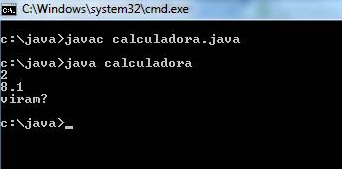 C:\Windows\system32\cmd.exe
c:\java>javac calculadora.java
c:\java>java calculadora
2
8.1
viram?
c:\java>_